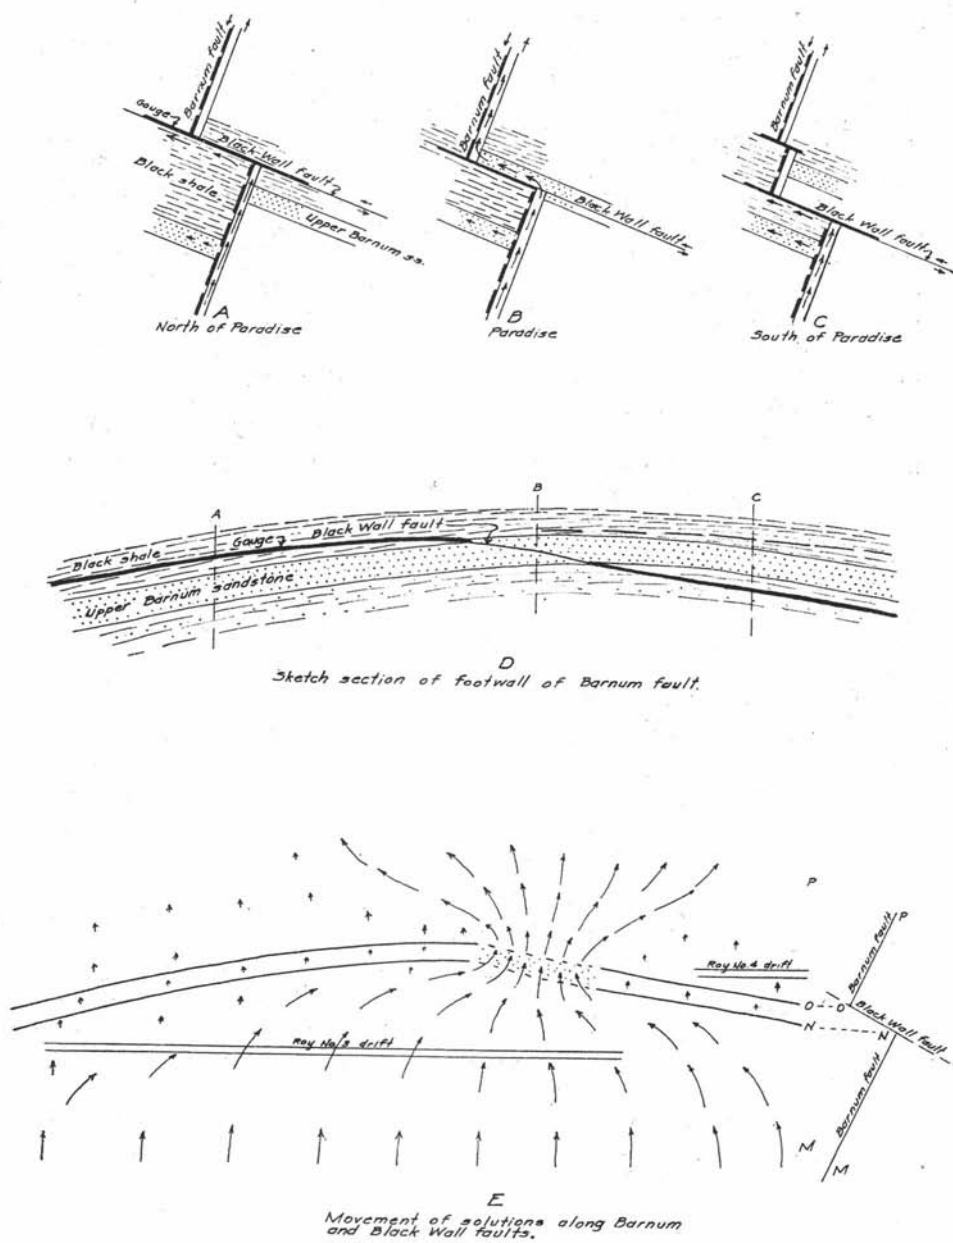 Barnum fault
Gouge
Black-Wall fault
Black shale.
Upper Barnum ss.
A
North of Paradise
Barnum fault
Black Wall fault
B
Paradise
Barnum fault
Black Wall fault
C
South of Paradise
A
B
C
Black shale
Gouge
Black Wall fault
Upper Barnum sandstone
D
Sketch section of footwall of Barnum fault.
P
P
Barnum fault
Ray No.4 drift
O
O
Black Wall fault
N
N
Ray No.3 drift
Barnum fault
M
M
E
Movement of solutions along Barnum
and Black Wall faults.